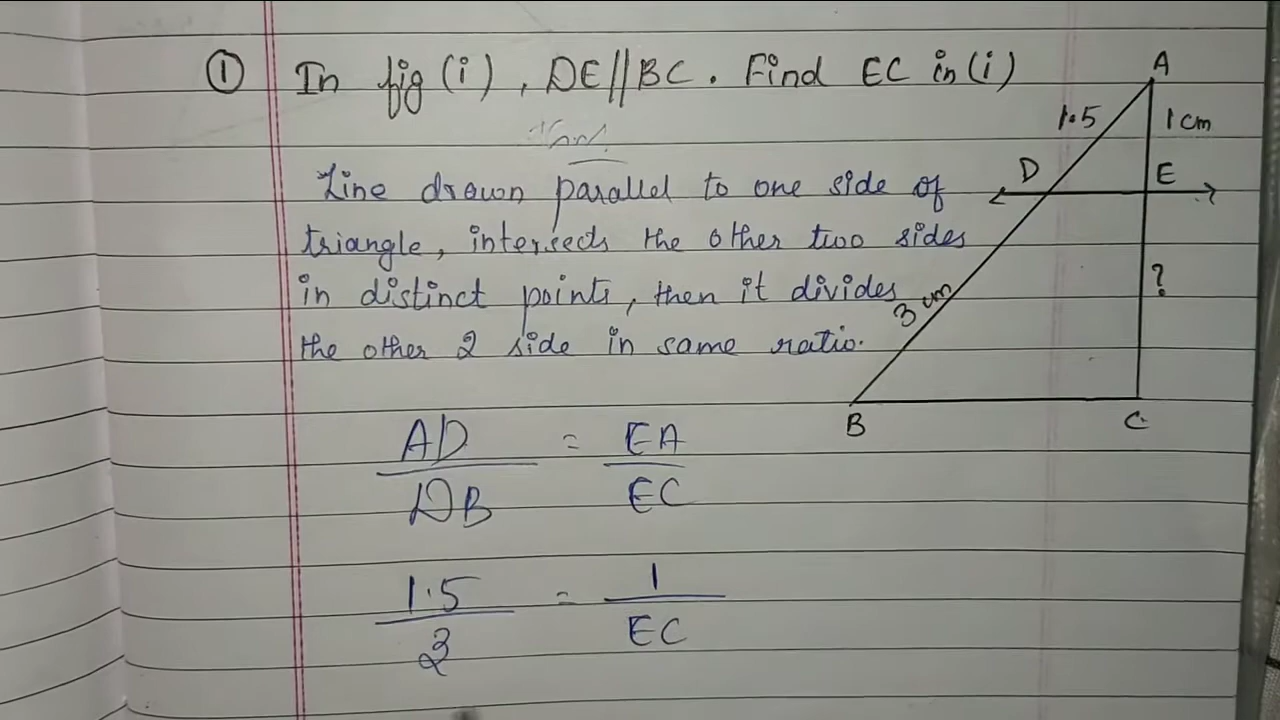 ① In fig (i), DE//BC. Find EC in (i)
Line drawn parallel to one side of
triangle, intersects the other two sides
in distinct points, then it divides
the other 2 side in same ratio.
AD/DB = EA/EC
1.5/3 = 1/EC
A
1.5
1 cm
D
E
?
3 cm
B
C